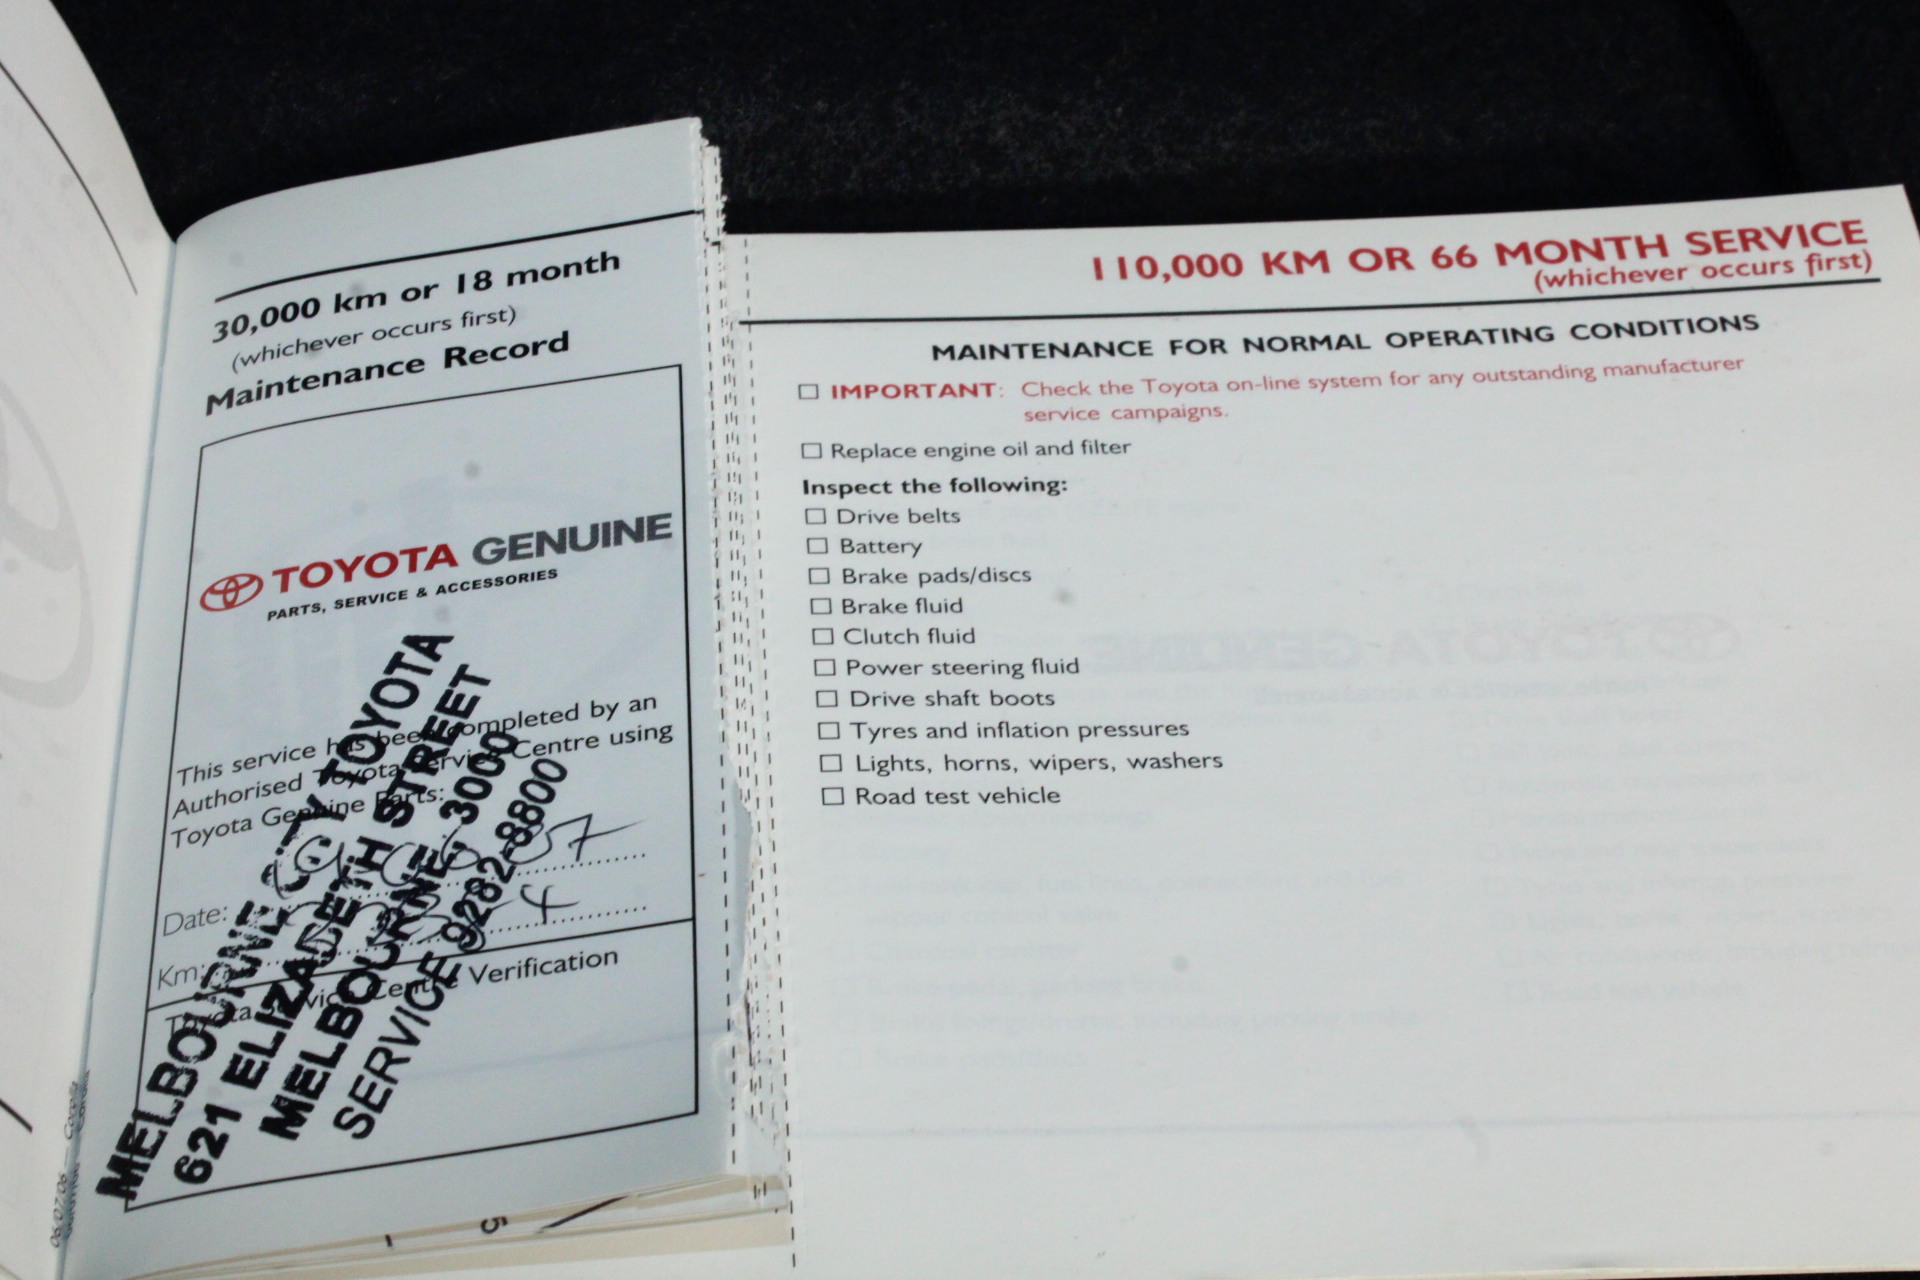 30,000 km or 18 month
(whichever occurs first)
Maintenance Record
TOYOTA GENUINE
PARTS, SERVICE & ACCESSORIES
This service has been completed by an
Authorised Toyota Service Centre using
Toyota Genuine Parts:
Date:
Km:
Toyota Service Centre Verification
MELBOURNE CITY TOYOTA
621 ELIZABETH STREET
MELBOURNE, 3000
SERVICE 9282-8800
110,000 KM OR 66 MONTH SERVICE
(whichever occurs first)
MAINTENANCE FOR NORMAL OPERATING CONDITIONS
IMPORTANT: Check the Toyota on-line system for any outstanding manufacturer
service campaigns.
Replace engine oil and filter
Inspect the following:
Drive belts
Battery
Brake pads/discs
Brake fluid
Clutch fluid
Power steering fluid
Drive shaft boots
Tyres and inflation pressures
Lights, horns, wipers, washers
Road test vehicle